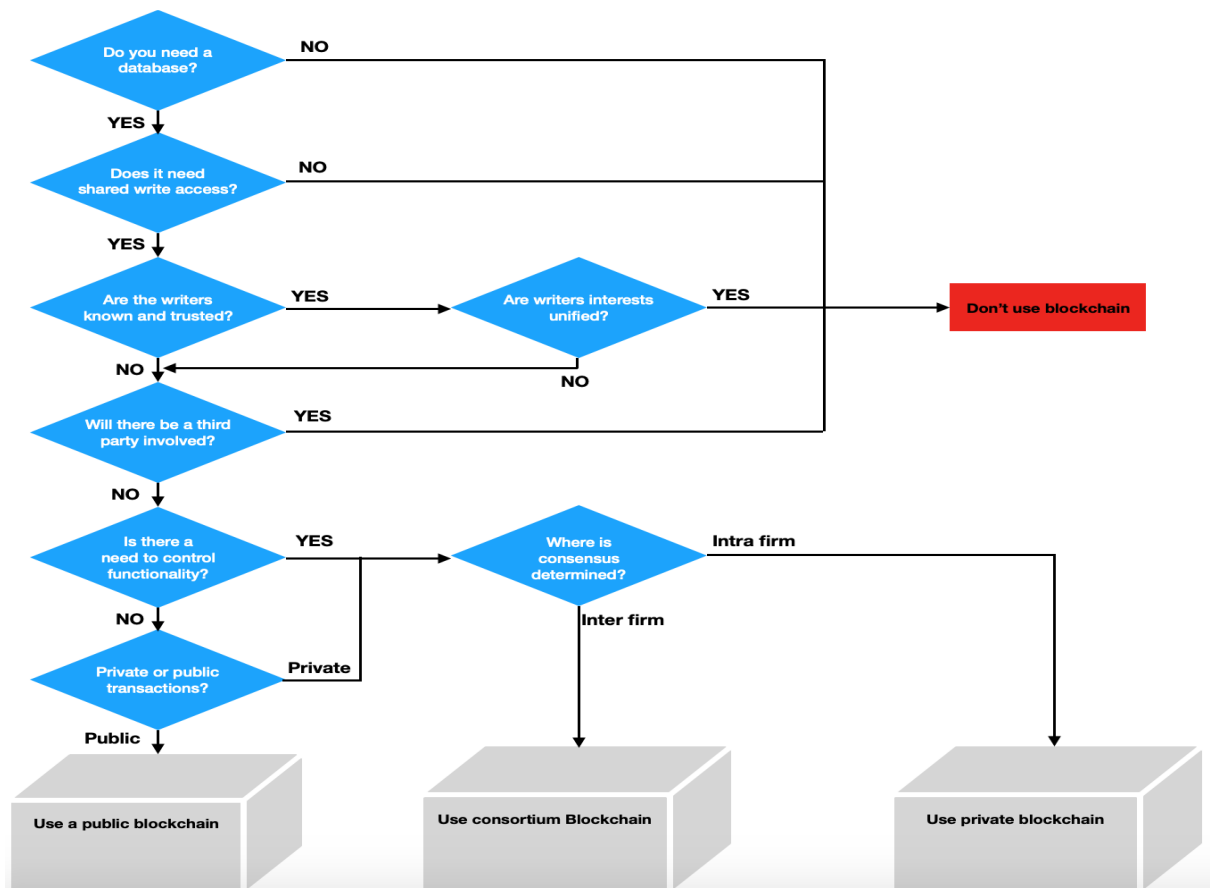 Do you need a
database?
NO
YES
Does it need
shared write access?
NO
YES
Are the writers
known and trusted?
YES
Are writers interests
unified?
YES
Don't use blockchain
NO
NO
Will there be a third
party involved?
YES
NO
Is there a
need to control
functionality?
YES
Where is
consensus
determined?
Intra firm
NO
Inter firm
Private or public
transactions?
Private
Public
Use a public blockchain
Use consortium Blockchain
Use private blockchain